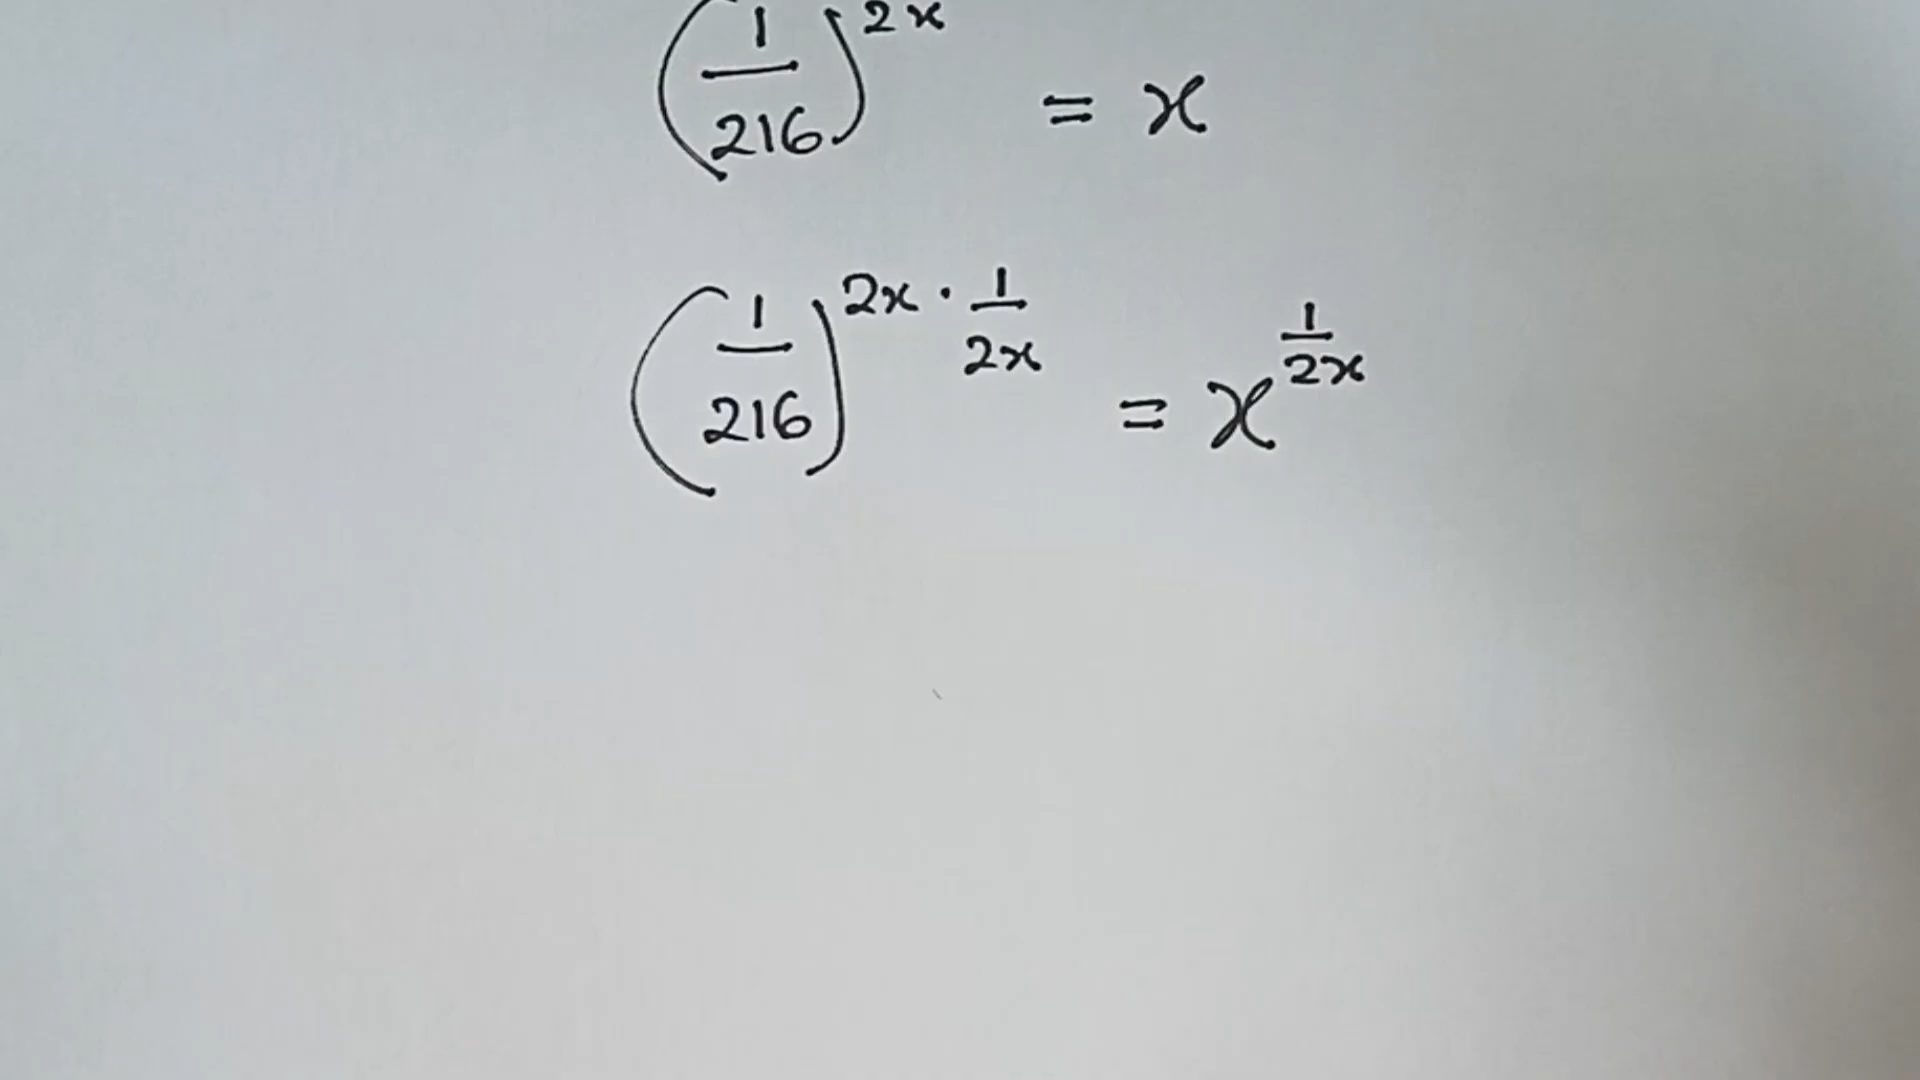 (1/216)^2x = x
(1/216)^2x · 1/2x = x^1/2x